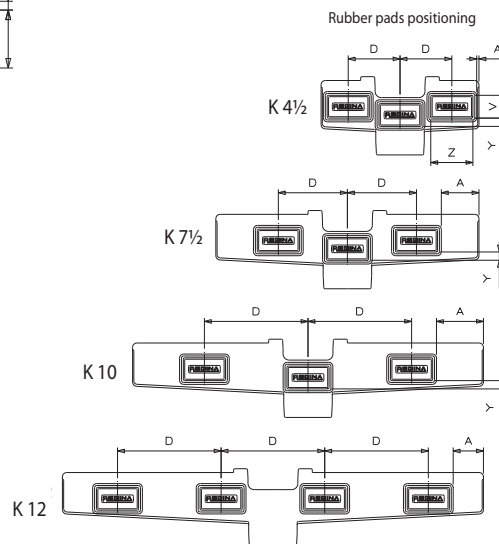 Rubber pads positioning
D D A
K 4½
REGINA REGINA REGINA
V
Y
Z
D D A
K 7½
REGINA REGINA REGINA
Y
D D A
K 10
REGINA REGINA REGINA
Y
D D D A
K 12
REGINA REGINA REGINA REGINA